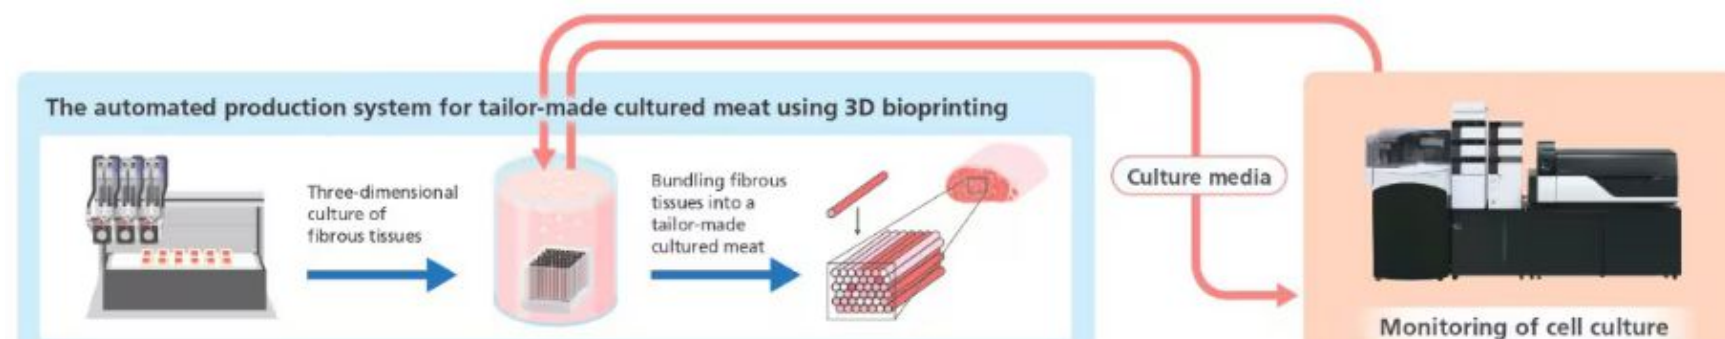 The automated production system for tailor-made cultured meat using 3D bioprinting
Three-dimensional
culture of
fibrous tissues
Bundling fibrous
tissues into a
tailor-made
cultured meat
Culture media
Monitoring of cell culture